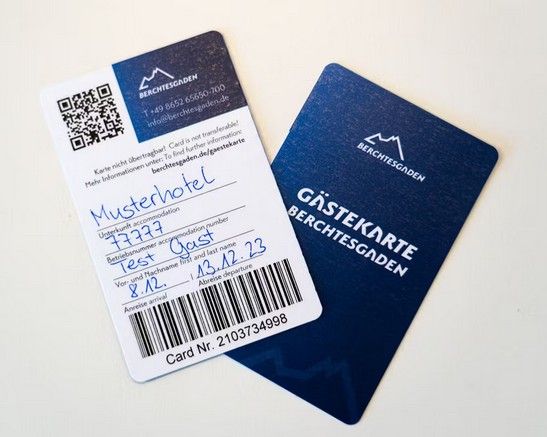 BERCHTESGADEN
T +49 8652 65650-700
info@berchtesgaden.de
Karte nicht übertragbar! Card is not transferable!
Mehr Informationen unter: To find further information:
berchtesgaden.de/gaestekarte
Musterhotel
Unterkunft accommodation
77777
Betriebsnummer accommodation number
Test Gast
Vor- und Nachname first and last name
8.12. | 13.12.23
Anreise arrival | Abreise departure
Card Nr. 2103734998
BERCHTESGADEN
GÄSTEKARTE
BERCHTESGADEN